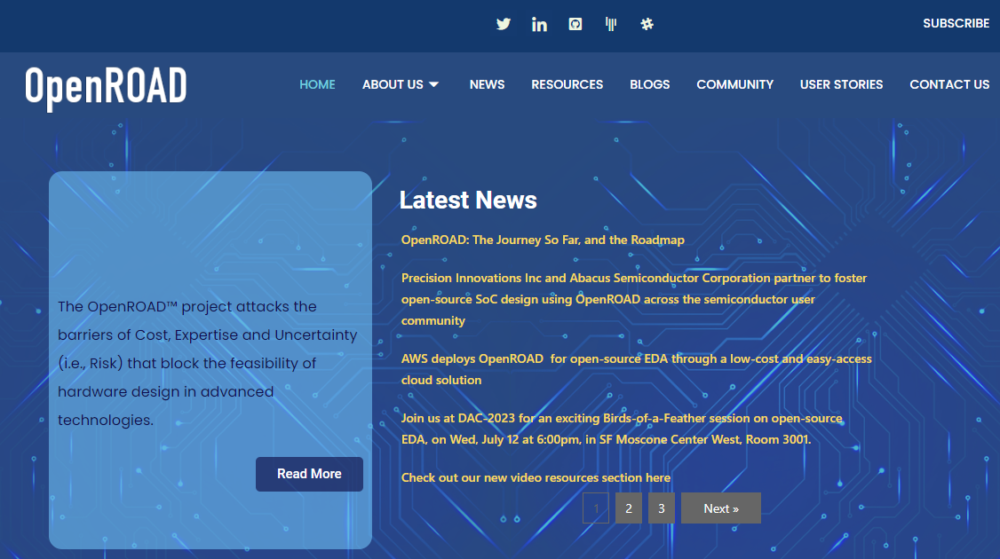 SUBSCRIBE
OpenROAD
HOME ABOUT US NEWS RESOURCES BLOGS COMMUNITY USER STORIES CONTACT US
The OpenROAD™ project attacks the
barriers of Cost, Expertise and Uncertainty
(i.e., Risk) that block the feasibility of
hardware design in advanced
technologies.
Read More
Latest News
OpenROAD: The Journey So Far, and the Roadmap
Precision Innovations Inc and Abacus Semiconductor Corporation partner to foster
open-source SoC design using OpenROAD across the semiconductor user
community
AWS deploys OpenROAD  for open-source EDA through a low-cost and easy-access
cloud solution
Join us at DAC-2023 for an exciting Birds-of-a-Feather session on open-source
EDA, on Wed, July 12 at 6:00pm, in SF Moscone Center West, Room 3001.
Check out our new video resources section here
1 2 3 Next »